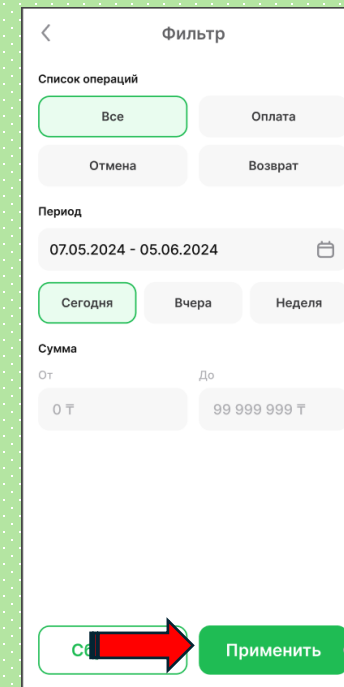 Фильтр
Список операций
Все Оплата
Отмена Возврат
Период
07.05.2024 - 05.06.2024
Сегодня Вчера Неделя
Сумма
От До
0 ₸ 99 999 999 ₸
Применить